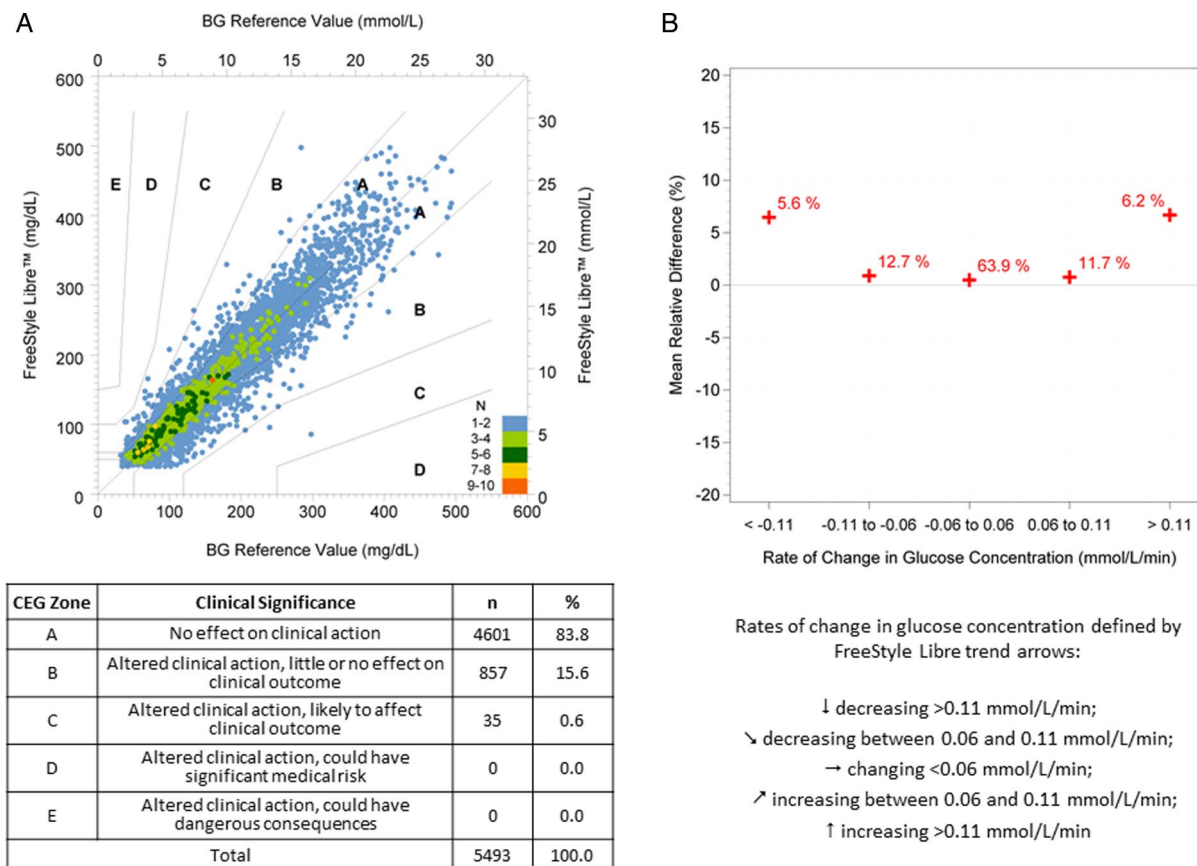 A
BG Reference Value (mmol/L)
0 5 10 15 20 25 30
600
500
400
300
200
100
0
FreeStyle Libre™ (mg/dL)
E D C B A
A
B
C
D
30
25
20
15
10
5
0
FreeStyle Libre™ (mmol/L)
N
1-2
3-4
5-6
7-8
9-10
0 100 200 300 400 500 600
BG Reference Value (mg/dL)
CEG Zone Clinical Significance n %
A No effect on clinical action 4601 83.8
B Altered clinical action, little or no effect on
clinical outcome 857 15.6
C Altered clinical action, likely to affect
clinical outcome 35 0.6
D Altered clinical action, could have
significant medical risk 0 0.0
E Altered clinical action, could have
dangerous consequences 0 0.0
Total 5493 100.0
B
20
15
10
5
0
-5
-10
-15
-20
Mean Relative Difference (%)
5.6 %
12.7 %
63.9 %
11.7 %
6.2 %
< -0.11 -0.11 to -0.06 -0.06 to 0.06 0.06 to 0.11 > 0.11
Rate of Change in Glucose Concentration (mmol/L/min)
Rates of change in glucose concentration defined by
FreeStyle Libre trend arrows:
↓ decreasing >0.11 mmol/L/min;
↘ decreasing between 0.06 and 0.11 mmol/L/min;
→ changing <0.06 mmol/L/min;
↗ increasing between 0.06 and 0.11 mmol/L/min;
↑ increasing >0.11 mmol/L/min